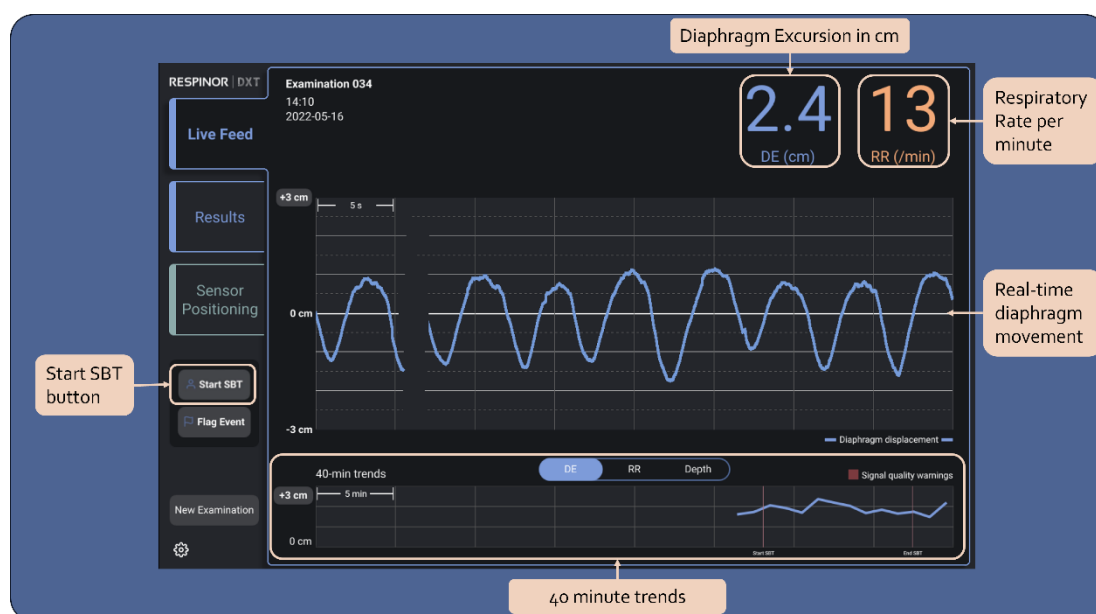 Diaphragm Excursion in cm
RESPINOR | DXT
Examination 034
14:10
2022-05-16
2.4
DE (cm)
13
RR (/min)
Respiratory
Rate per
minute
Live Feed
Results
Sensor
Positioning
+3 cm
5 s
0 cm
-3 cm
Real-time
diaphragm
movement
Start SBT
button
Start SBT
Flag Event
Diaphragm displacement
40-min trends
DE
RR
Depth
Signal quality warnings
+3 cm
5 min
0 cm
Start SBT
End SBT
New Examination
40 minute trends